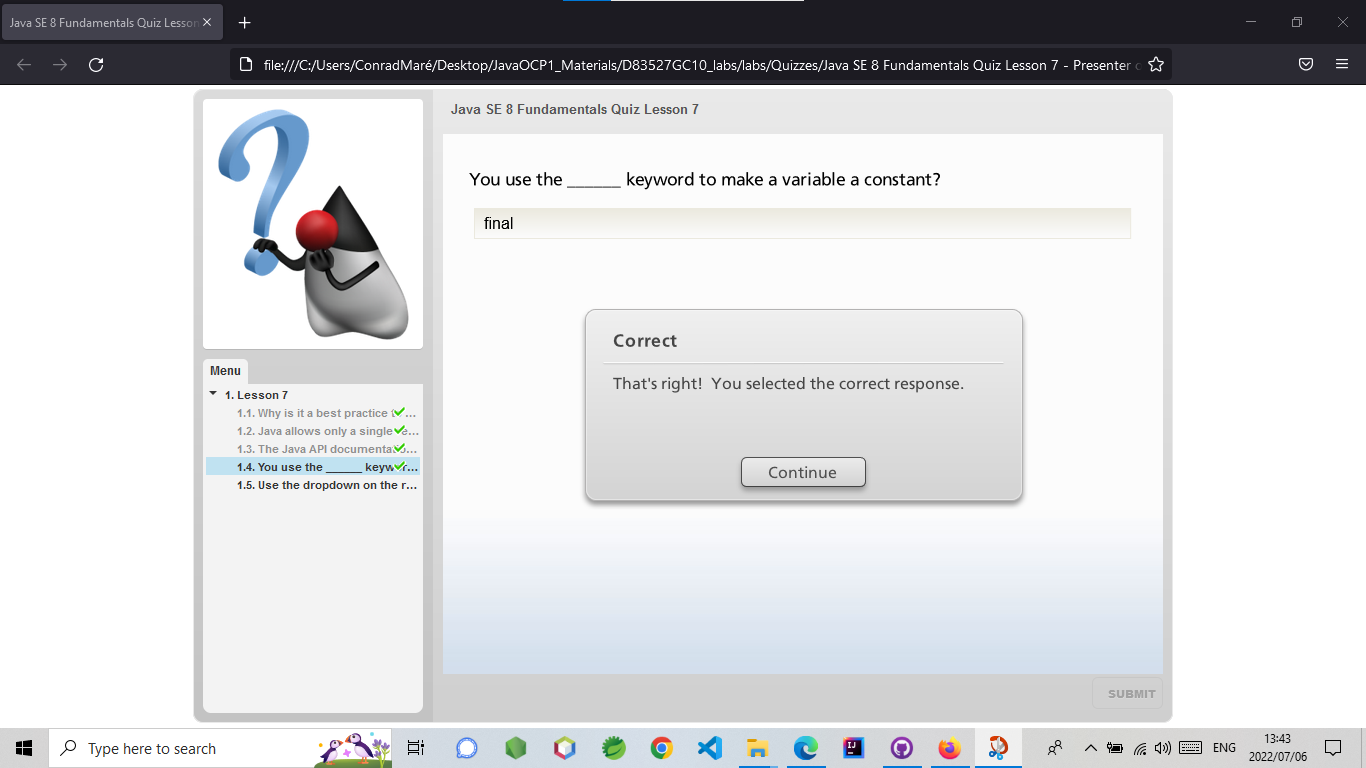 Java SE 8 Fundamentals Quiz Lesson
file:///C:/Users/ConradMaré/Desktop/JavaOCP1_Materials/D83527GC10_labs/labs/Quizzes/Java SE 8 Fundamentals Quiz Lesson 7 - Presenter
Java SE 8 Fundamentals Quiz Lesson 7
You use the ______ keyword to make a variable a constant?
final
Correct
That's right! You selected the correct response.
Continue
Menu
1. Lesson 7
1.1. Why is it a best practice ...
1.2. Java allows only a single ...
1.3. The Java API ...
1.4. You use the ______ ...
1.5. Use the dropdown on the r...
SUBMIT
Type here to search
ENG
13:43
2022/07/06